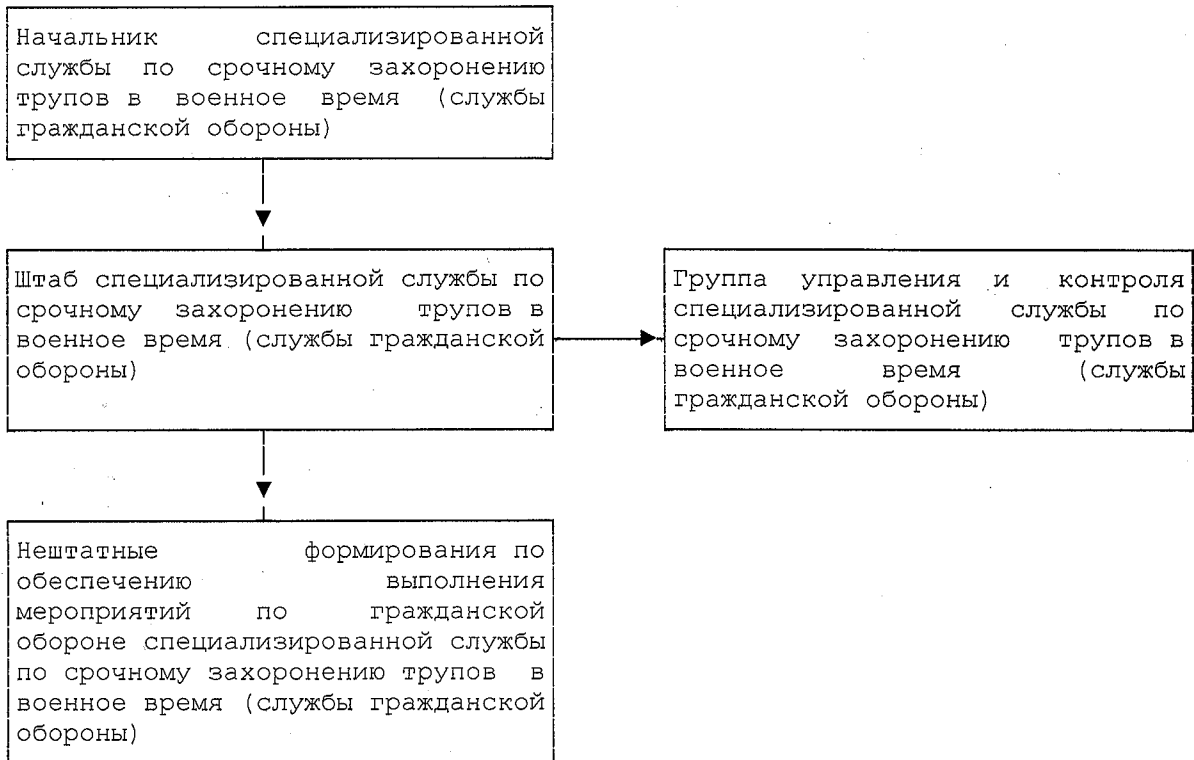 Начальник специализированной
службы по срочному захоронению
трупов в военное время (службы
гражданской обороны)
Штаб специализированной службы по
срочному захоронению трупов в
военное время (службы гражданской
обороны)
Группа управления и контроля
специализированной службы по
срочному захоронению трупов в
военное время (службы
гражданской обороны)
Нештатные формирования по
обеспечению выполнения
мероприятий по гражданской
обороне специализированной службы
по срочному захоронению трупов в
военное время (службы гражданской
обороны)